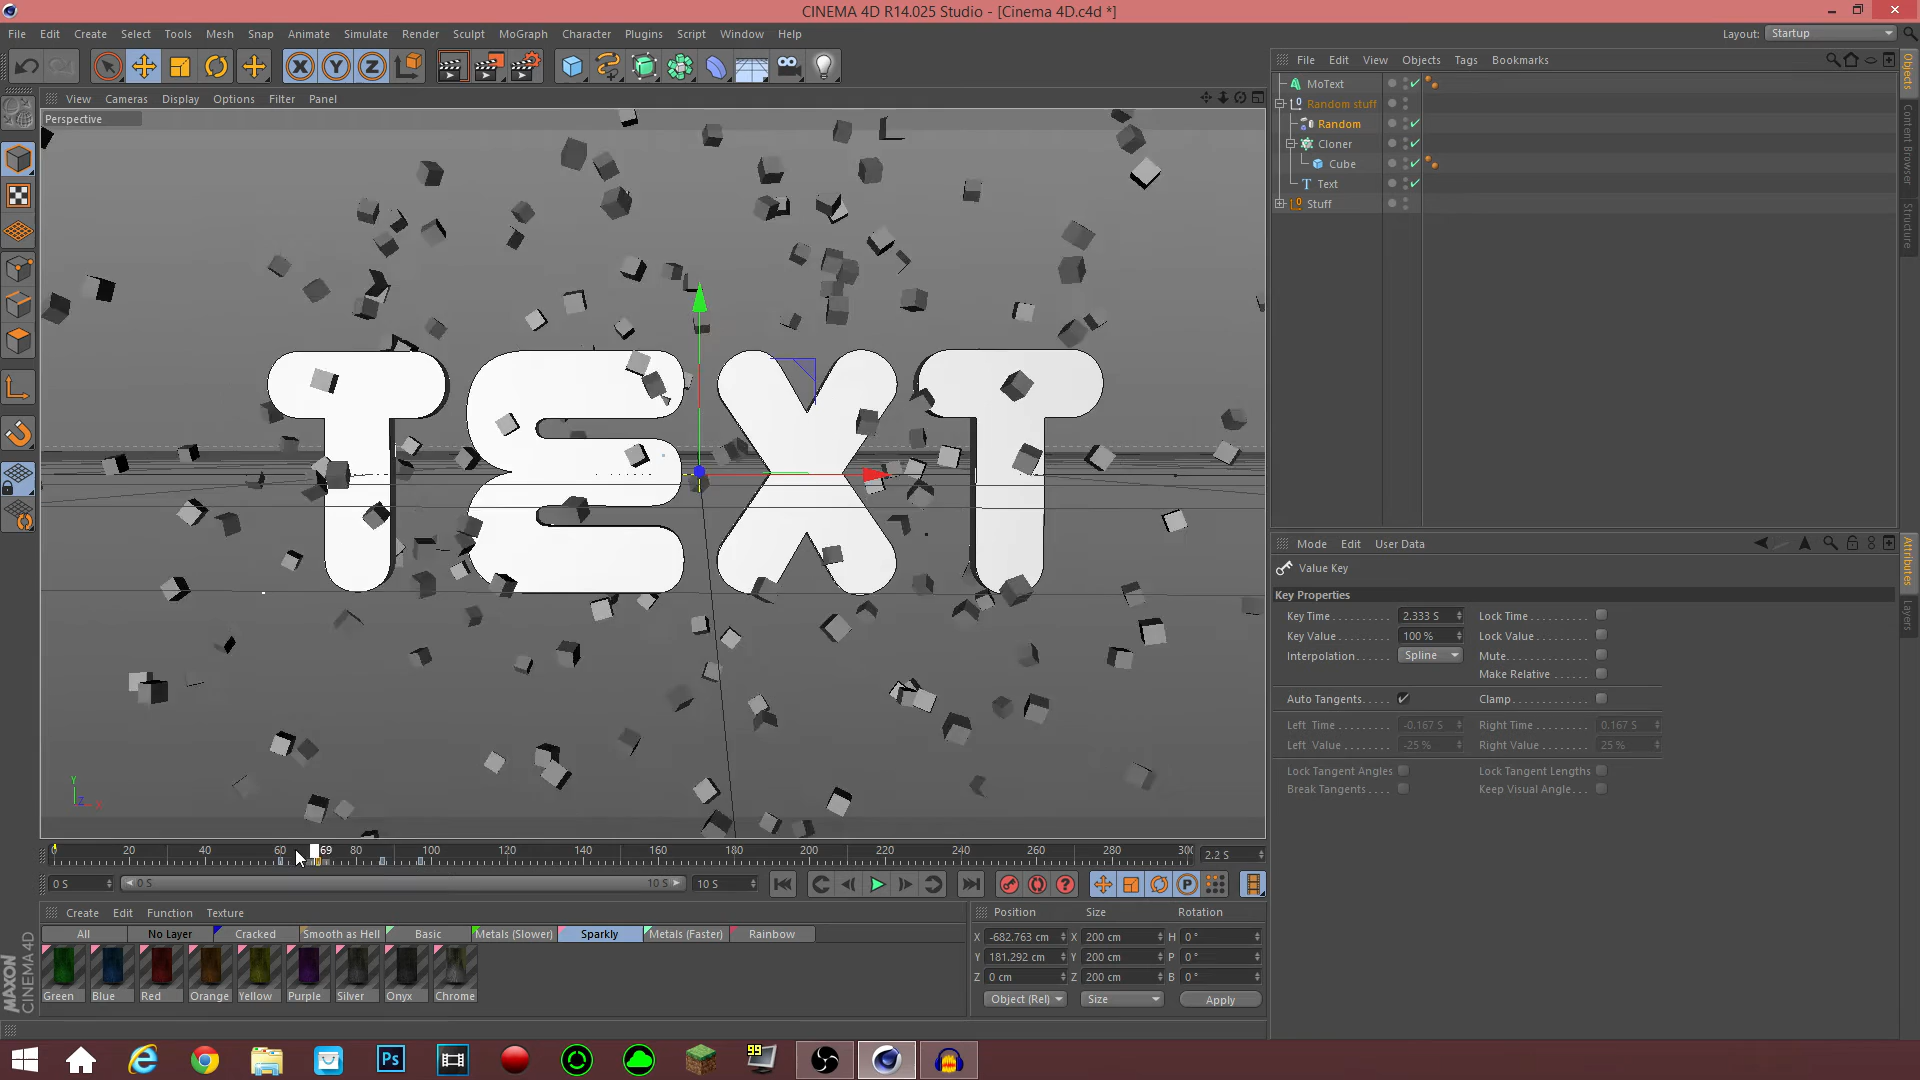 CINEMA 4D R14.025 Studio - [Cinema 4D.c4d *]
File Edit Create Select Tools Mesh Snap Animate Simulate Render Sculpt MoGraph Character Plugins Script Window Help
Layout: Startup
File Edit View Objects Tags Bookmarks
View Cameras Display Options Filter Panel
Perspective
MoText
Random stuff
Random
Cloner
Cube
Text
Stuff
Objects
Content Browser
Structure
TEXT
Y
Z X
Mode Edit User Data
Value Key
Key Properties
Key Time 2.333 S Lock Time
Key Value 100 % Lock Value
Interpolation Spline Mute
Make Relative
Auto Tangents Clamp
Left Time -0.167 S Right Time 0.167 S
Left Value -25 % Right Value 25 %
Lock Tangent Angles Lock Tangent Lengths
Break Tangents Keep Visual Angle
Attributes
Layers
0 20 40 60 69 80 100 120 140 160 180 200 220 240 260 280 300 2.2 S
0 S 0 S 10 S 10 S
Create Edit Function Texture
All No Layer Cracked Smooth as Hell Basic Metals (Slower) Sparkly Metals (Faster) Rainbow
Green Blue Red Orange Yellow Purple Silver Onyx Chrome
Position Size Rotation
X -682.763 cm X 200 cm H 0 °
Y 181.292 cm Y 200 cm P 0 °
Z 0 cm Z 200 cm B 0 °
Object (Rel) Size Apply
MAXON
CINEMA 4D
Ps
99